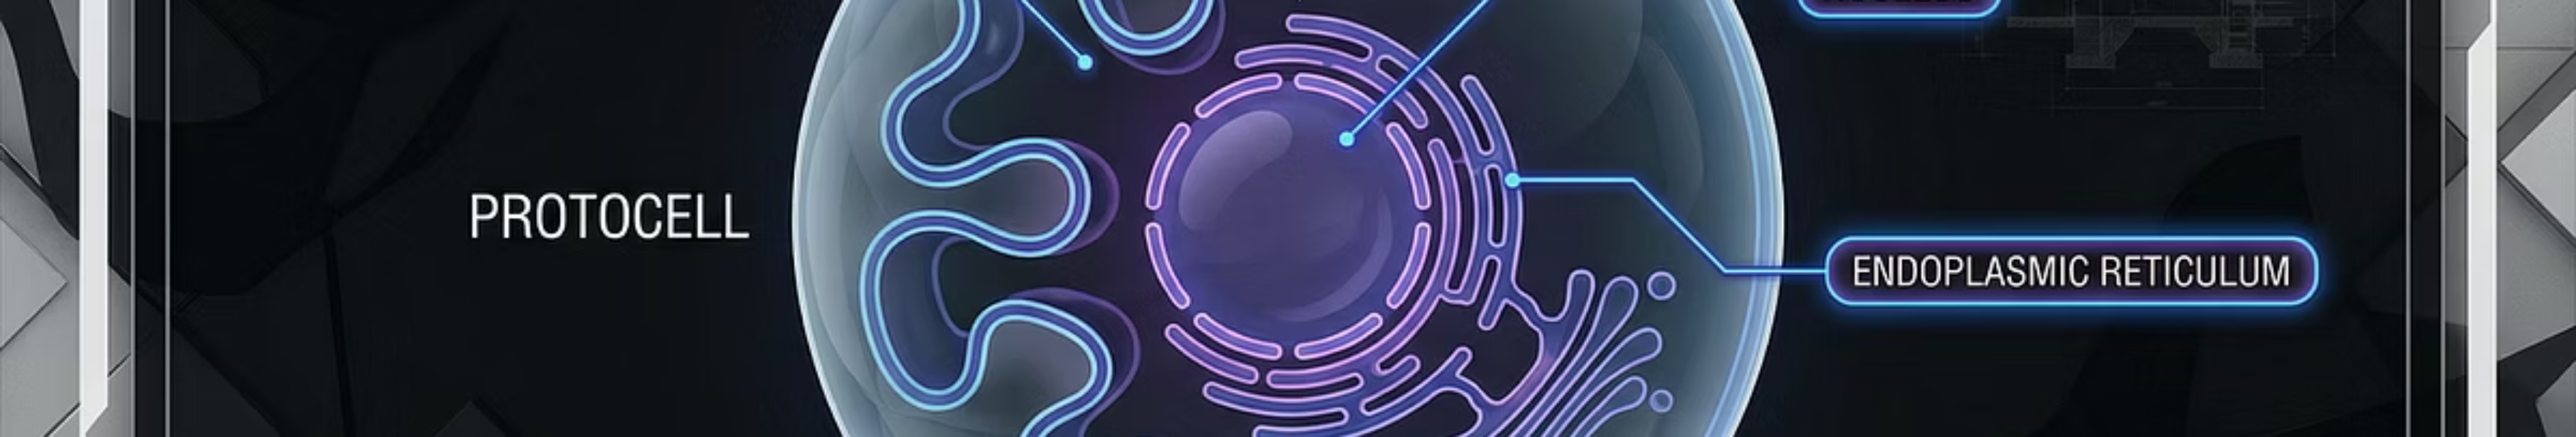 PROTOCELL
ENDOPLASMIC RETICULUM